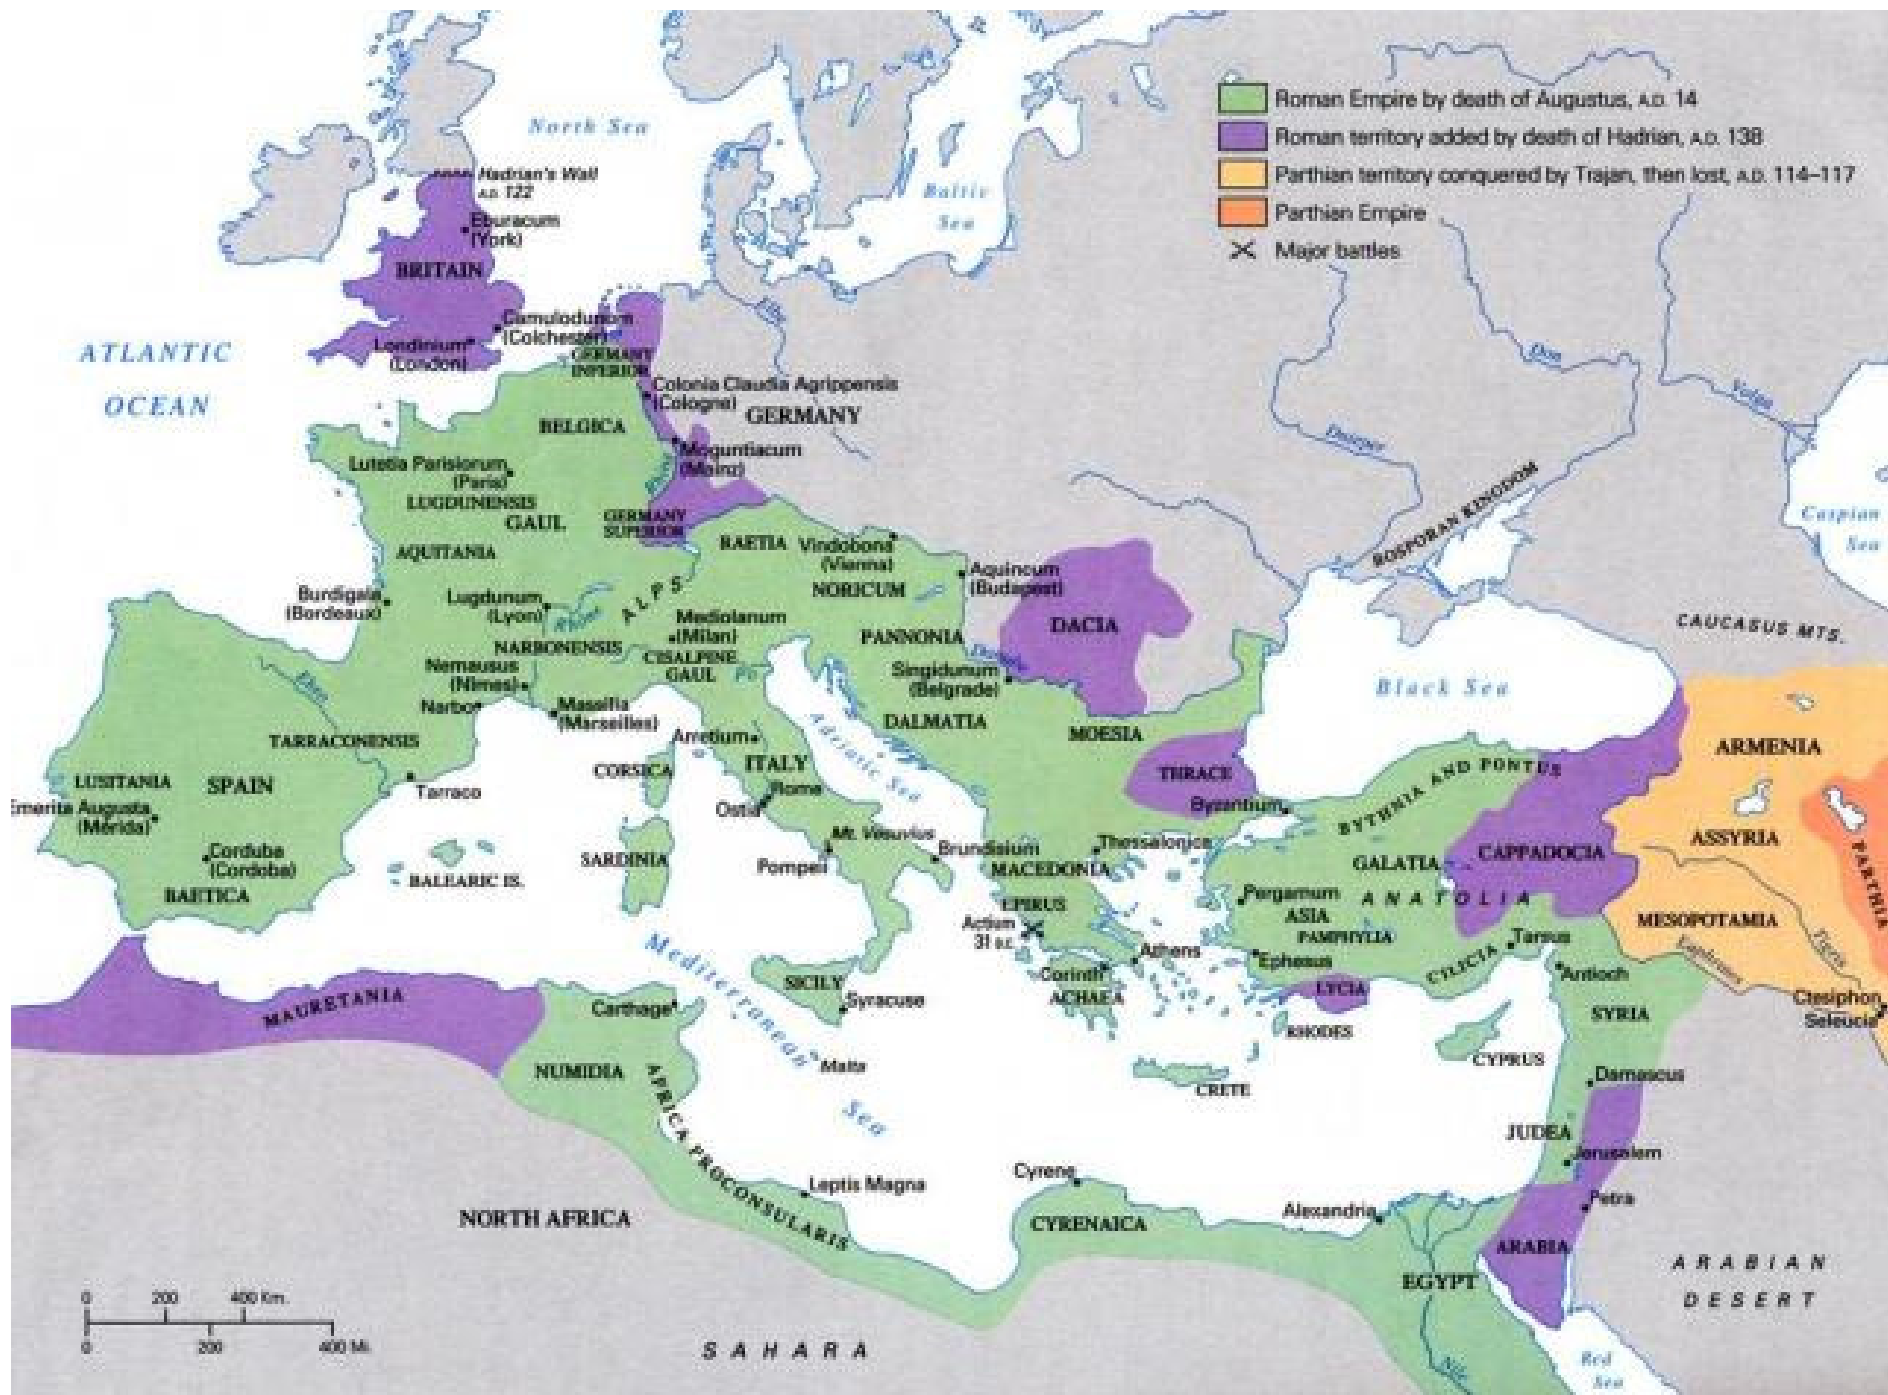 Roman Empire by death of Augustus, A.D. 14
Roman territory added by death of Hadrian, A.D. 138
Parthian territory conquered by Trajan, then lost, A.D. 114–117
Parthian Empire
Major battles
North Sea
Hadrian's Wall
A.D. 122
Baltic
Sea
Eburacum
(York)
BRITAIN
Elbe
Camulodunum
(Colchester)
Londinium
(London)
ATLANTIC
OCEAN
GERMANY
INFERIOR
Don
Volga
Colonia Claudia Agrippensis
(Cologne)
GERMANY
BELGICA
Dnieper
Moguntiacum
(Mainz)
Lutetia Parisiorum
(Paris)
LUGDUNENSIS
GAUL
GERMANY
SUPERIOR
BOSPORAN KINGDOM
Caspian
Sea
AQUITANIA
RAETIA
Vindobona
(Vienna)
NORICUM
Aquincum
(Budapest)
Burdigala
(Bordeaux)
Lugdunum
(Lyon)
Rhône
ALPS
Mediolanum
(Milan)
DACIA
CAUCASUS MTS.
NARBONENSIS
CISALPINE
GAUL
Po
PANNONIA
Danube
Singidunum
(Belgrade)
Nemausus
(Nimes)
Ebro
Narbo
Massilia
(Marseilles)
Black Sea
Adriatic Sea
DALMATIA
MOESIA
TARRACONENSIS
Arretium
ARMENIA
LUSITANIA
SPAIN
CORSICA
ITALY
THRACE
BYTHNIA AND PONTUS
Tarraco
Rome
Ostia
Byzantium
Emerita Augusta
(Mérida)
Mt. Vesuvius
Brundisium
Thessalonice
ASSYRIA
Corduba
(Cordoba)
SARDINIA
Pompeii
MACEDONIA
GALATIA
CAPPADOCIA
PARTHIA
BALEARIC IS.
BAETICA
EPIRUS
Pergamum
ANATOLIA
ASIA
Actium
31 B.C.
PAMPHYLIA
MESOPOTAMIA
Tigris
Euphrates
Mediterranean
Sea
Athens
Ephesus
Tarsus
CILICIA
Antioch
SICILY
Corinth
ACHAEA
LYCIA
MAURETANIA
Carthage
Syracuse
SYRIA
Ctesiphon
Seleucia
RHODES
CYPRUS
NUMIDIA
Malta
CRETE
Damascus
AFRICA PROCONSULARIS
JUDEA
Jerusalem
Leptis Magna
Cyrene
Petra
NORTH AFRICA
CYRENAICA
Alexandria
ARABIA
EGYPT
ARABIAN
DESERT
0 200 400 Km.
0 200 400 Mi.
SAHARA
Nile
Red
Sea